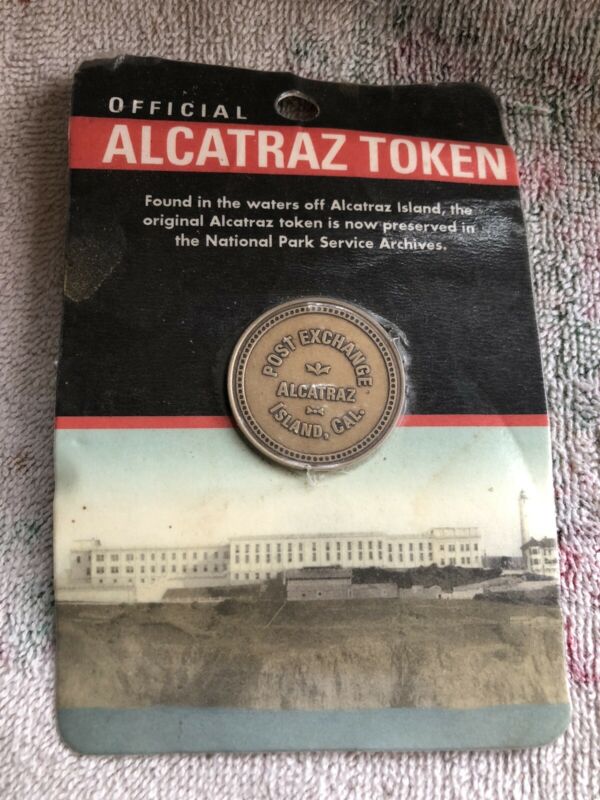 OFFICIAL
ALCATRAZ TOKEN
Found in the waters off Alcatraz Island, the
original Alcatraz token is now preserved in
the National Park Service Archives.
POST EXCHANGE
ALCATRAZ
ISLAND, CAL.